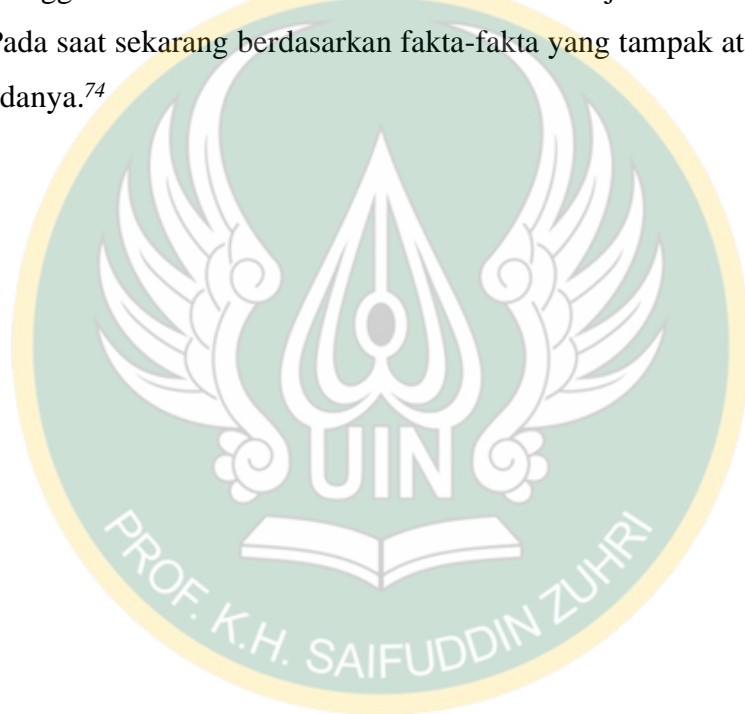 Pada saat sekarang berdasarkan fakta-fakta yang tampak at
danya.⁷⁴
UIN
PROF. K.H. SAIFUDDIN ZUHRI